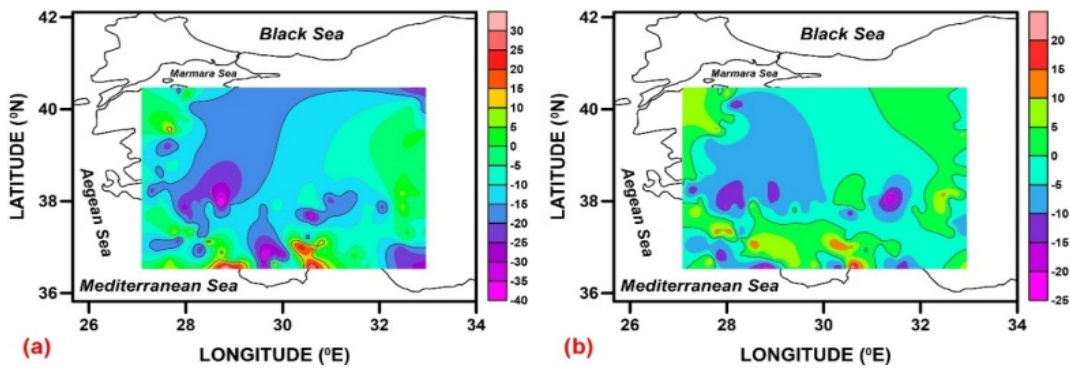 42
40
38
36
LATITUDE (⁰N)
Black Sea
Marmara Sea
Aegean Sea
Mediterranean Sea
26 28 30 32 34
(a)
LONGITUDE (⁰E)
30
25
20
15
10
5
0
-5
-10
-15
-20
-25
-30
-35
-40
42
40
38
36
LATITUDE (⁰N)
Black Sea
Marmara Sea
Aegean Sea
Mediterranean Sea
26 28 30 32 34
(b)
LONGITUDE (⁰E)
20
15
10
5
0
-5
-10
-15
-20
-25